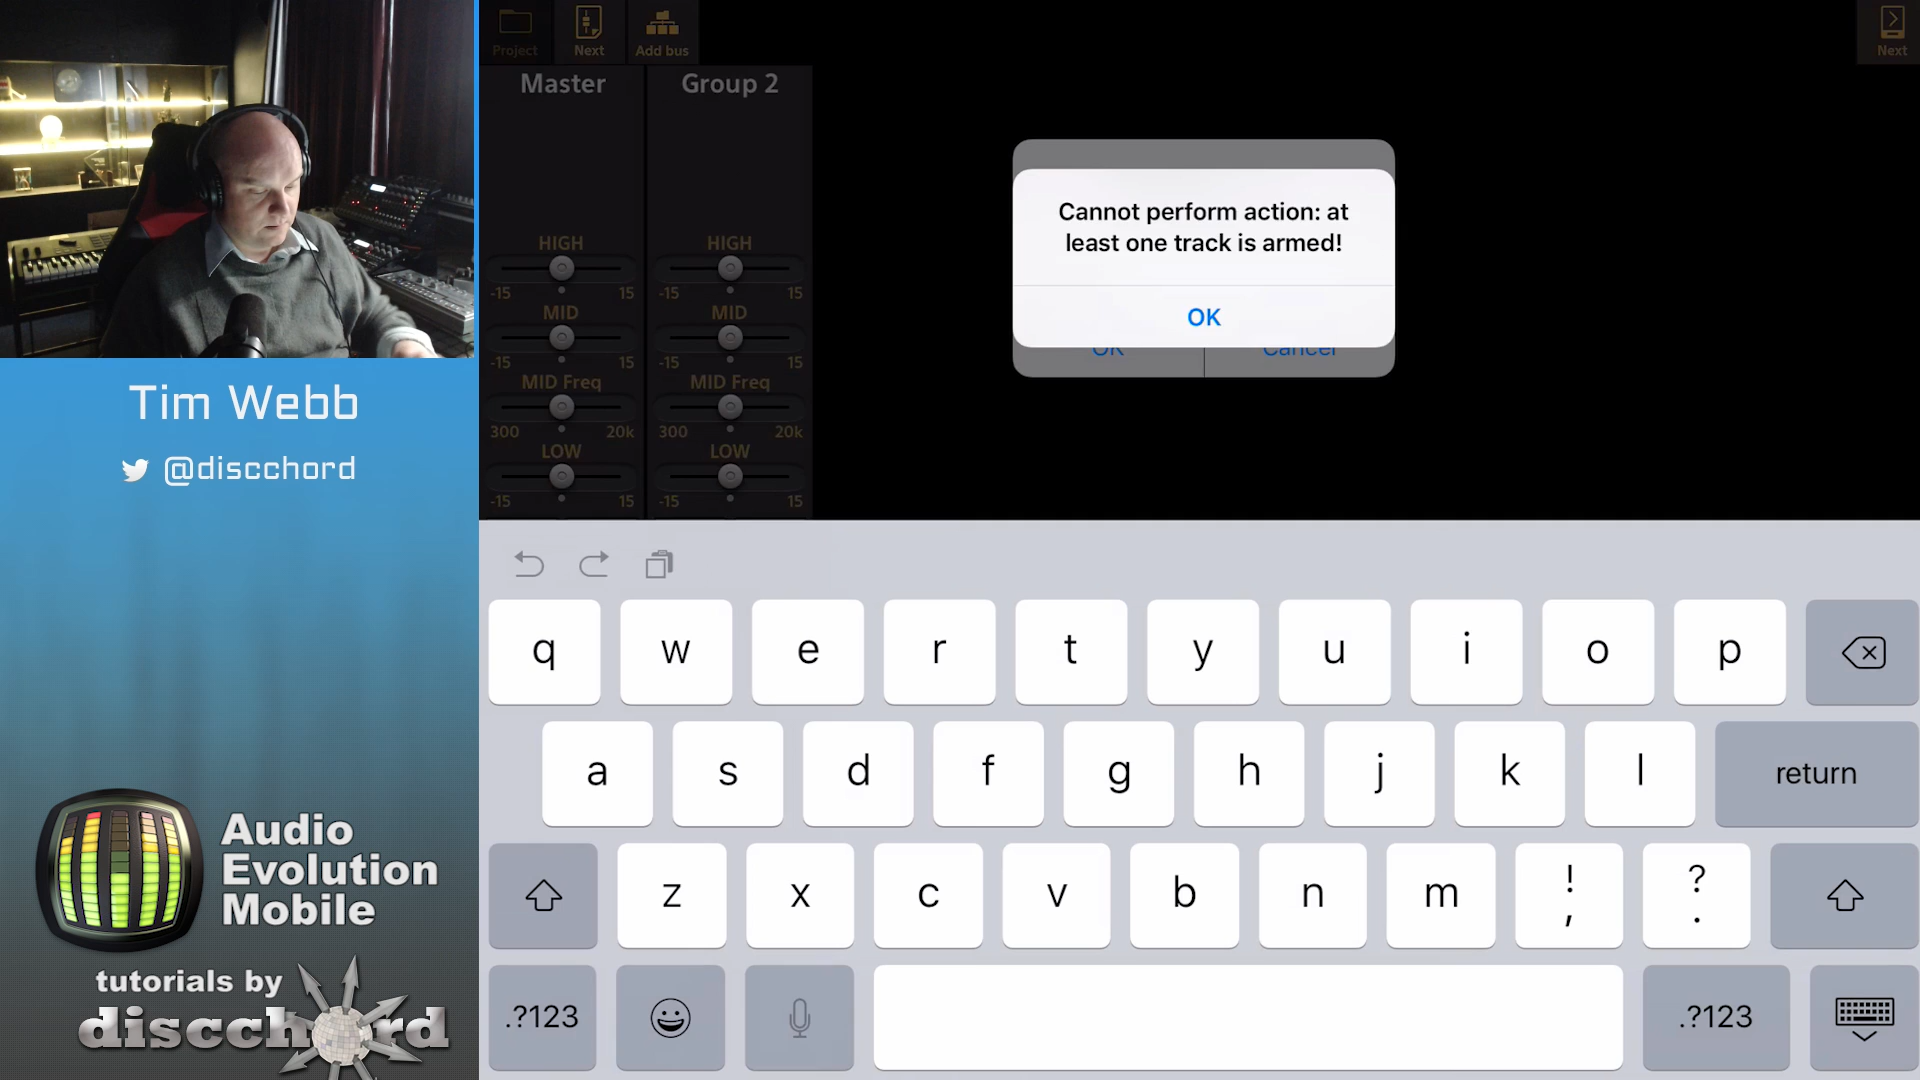 Project
Next
Add bus
Next
Master
Group 2
HIGH
HIGH
-15
15
-15
15
MID
MID
-15
15
-15
15
MID Freq
MID Freq
300
20k
300
20k
LOW
LOW
-15
15
-15
15
Cannot perform action: at
least one track is armed!
OK
OK
Cancel
Tim Webb
@discchord
Audio
Evolution
Mobile
tutorials by
discchord
q w e r t y u i o p
a s d f g h j k l return
z x c v b n m ! , ? .
.?123
.?123